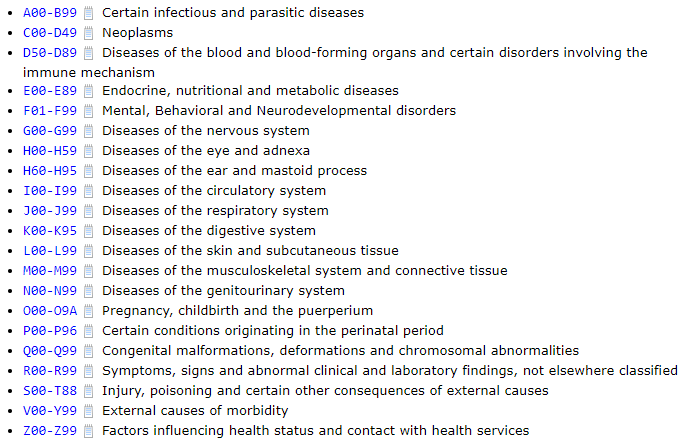 A00-B99 Certain infectious and parasitic diseases
C00-D49 Neoplasms
D50-D89 Diseases of the blood and blood-forming organs and certain disorders involving the
immune mechanism
E00-E89 Endocrine, nutritional and metabolic diseases
F01-F99 Mental, Behavioral and Neurodevelopmental disorders
G00-G99 Diseases of the nervous system
H00-H59 Diseases of the eye and adnexa
H60-H95 Diseases of the ear and mastoid process
I00-I99 Diseases of the circulatory system
J00-J99 Diseases of the respiratory system
K00-K95 Diseases of the digestive system
L00-L99 Diseases of the skin and subcutaneous tissue
M00-M99 Diseases of the musculoskeletal system and connective tissue
N00-N99 Diseases of the genitourinary system
O00-O9A Pregnancy, childbirth and the puerperium
P00-P96 Certain conditions originating in the perinatal period
Q00-Q99 Congenital malformations, deformations and chromosomal abnormalities
R00-R99 Symptoms, signs and abnormal clinical and laboratory findings, not elsewhere classified
S00-T88 Injury, poisoning and certain other consequences of external causes
V00-Y99 External causes of morbidity
Z00-Z99 Factors influencing health status and contact with health services